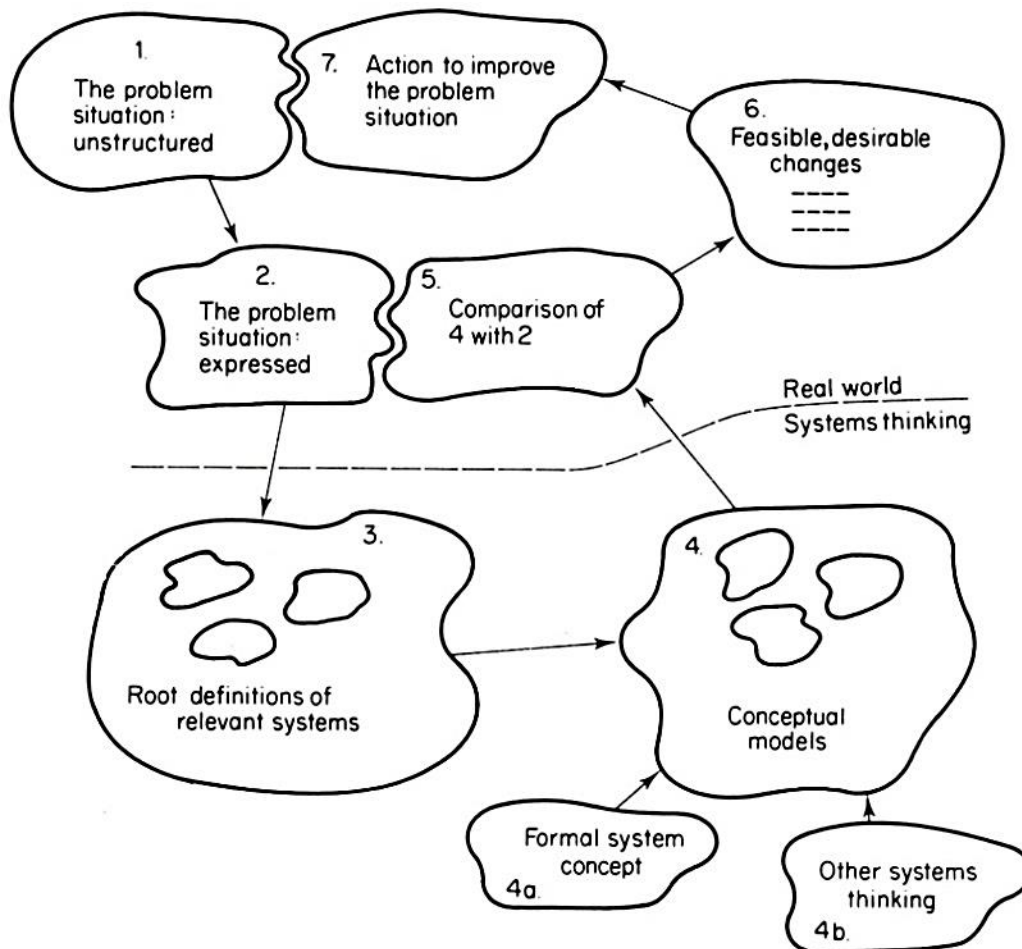 1.
The problem
situation:
unstructured
7. Action to improve
the problem
situation
6.
Feasible, desirable
changes
2.
The problem
situation:
expressed
5.
Comparison of
4 with 2
Real world
Systems thinking
3.
Root definitions of
relevant systems
4.
Conceptual
models
Formal system
concept
4a.
Other systems
thinking
4b.